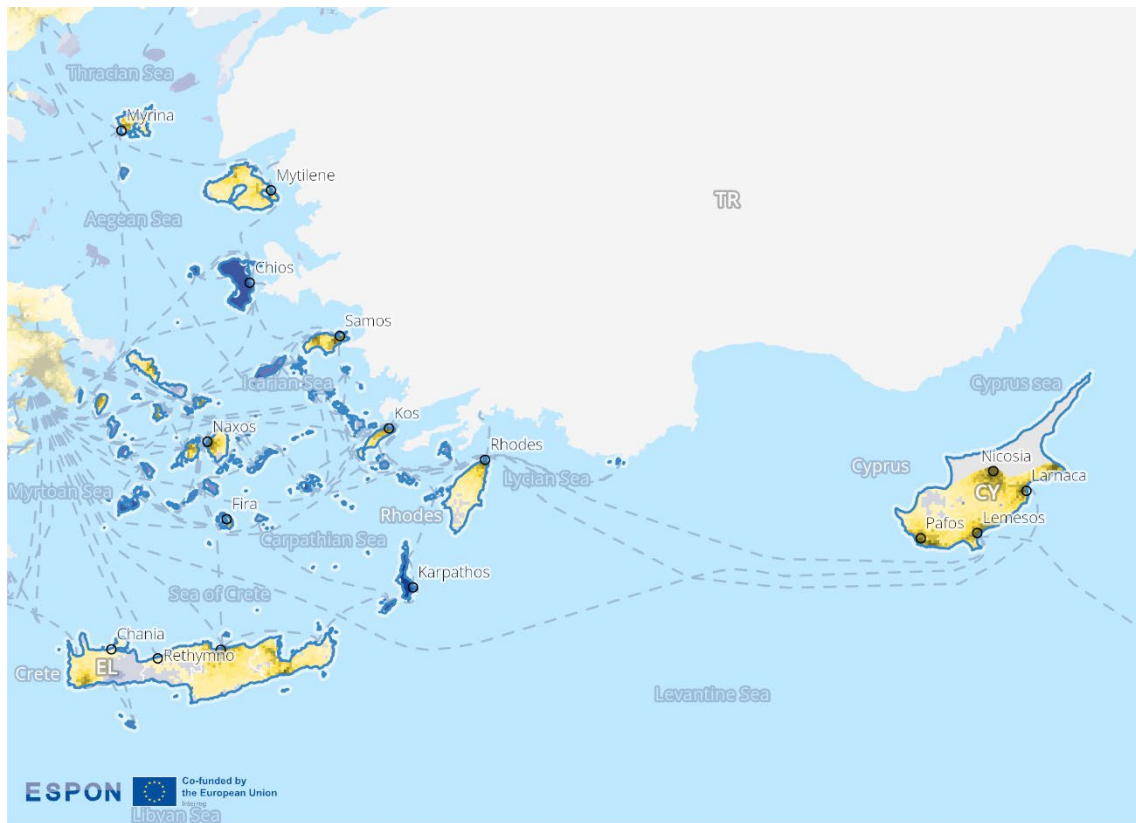 Thracian Sea
Myrina
Mytilene
TR
Aegean Sea
Chios
Samos
Icarian Sea
Cyprus sea
Kos
Naxos
Rhodes
Nicosia
Cyprus
Lycian Sea
Larnaca
Myrtoan Sea
CY
Fira
Rhodes
Pafos
Lemesos
Carpathian Sea
Karpathos
Sea of Crete
Chania
Rethymno
EL
Crete
Levantine Sea
ESPON
Co-funded by
the European Union
Interreg
Libyan Sea